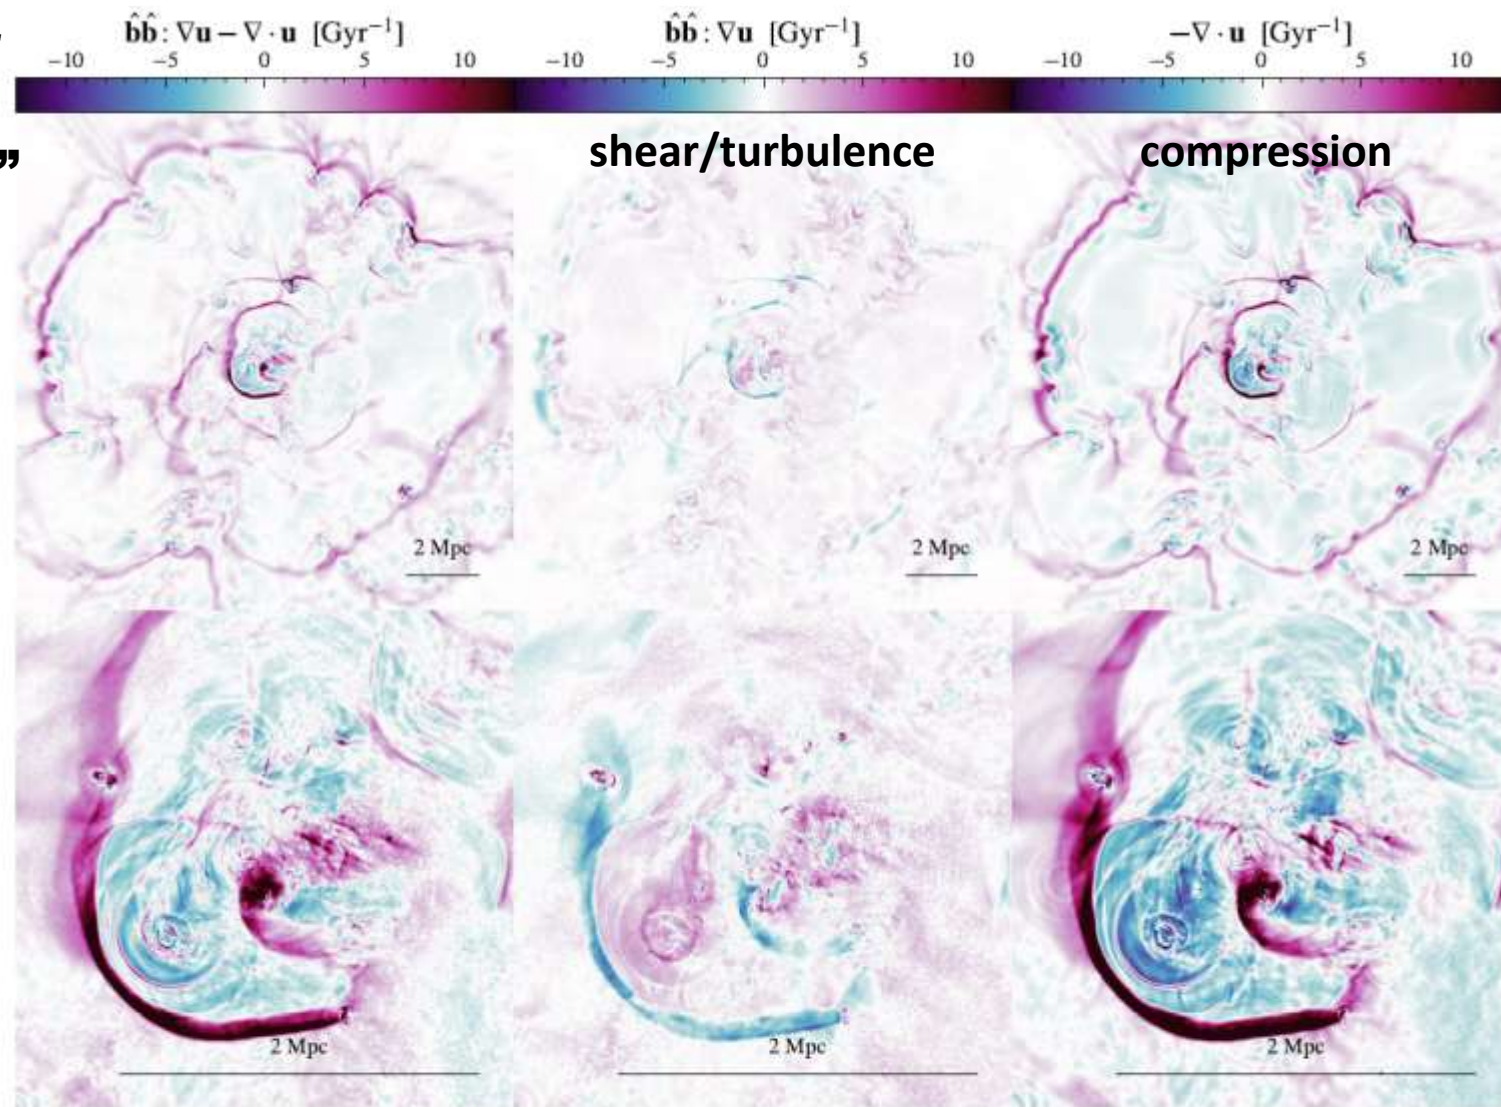 b̂b̂ : ∇u − ∇ · u [Gyr⁻¹]
b̂b̂ : ∇u [Gyr⁻¹]
−∇ · u [Gyr⁻¹]
−10 −5 0 5 10
−10 −5 0 5 10
−10 −5 0 5 10
”
shear/turbulence
compression
2 Mpc
2 Mpc
2 Mpc
2 Mpc
2 Mpc
2 Mpc